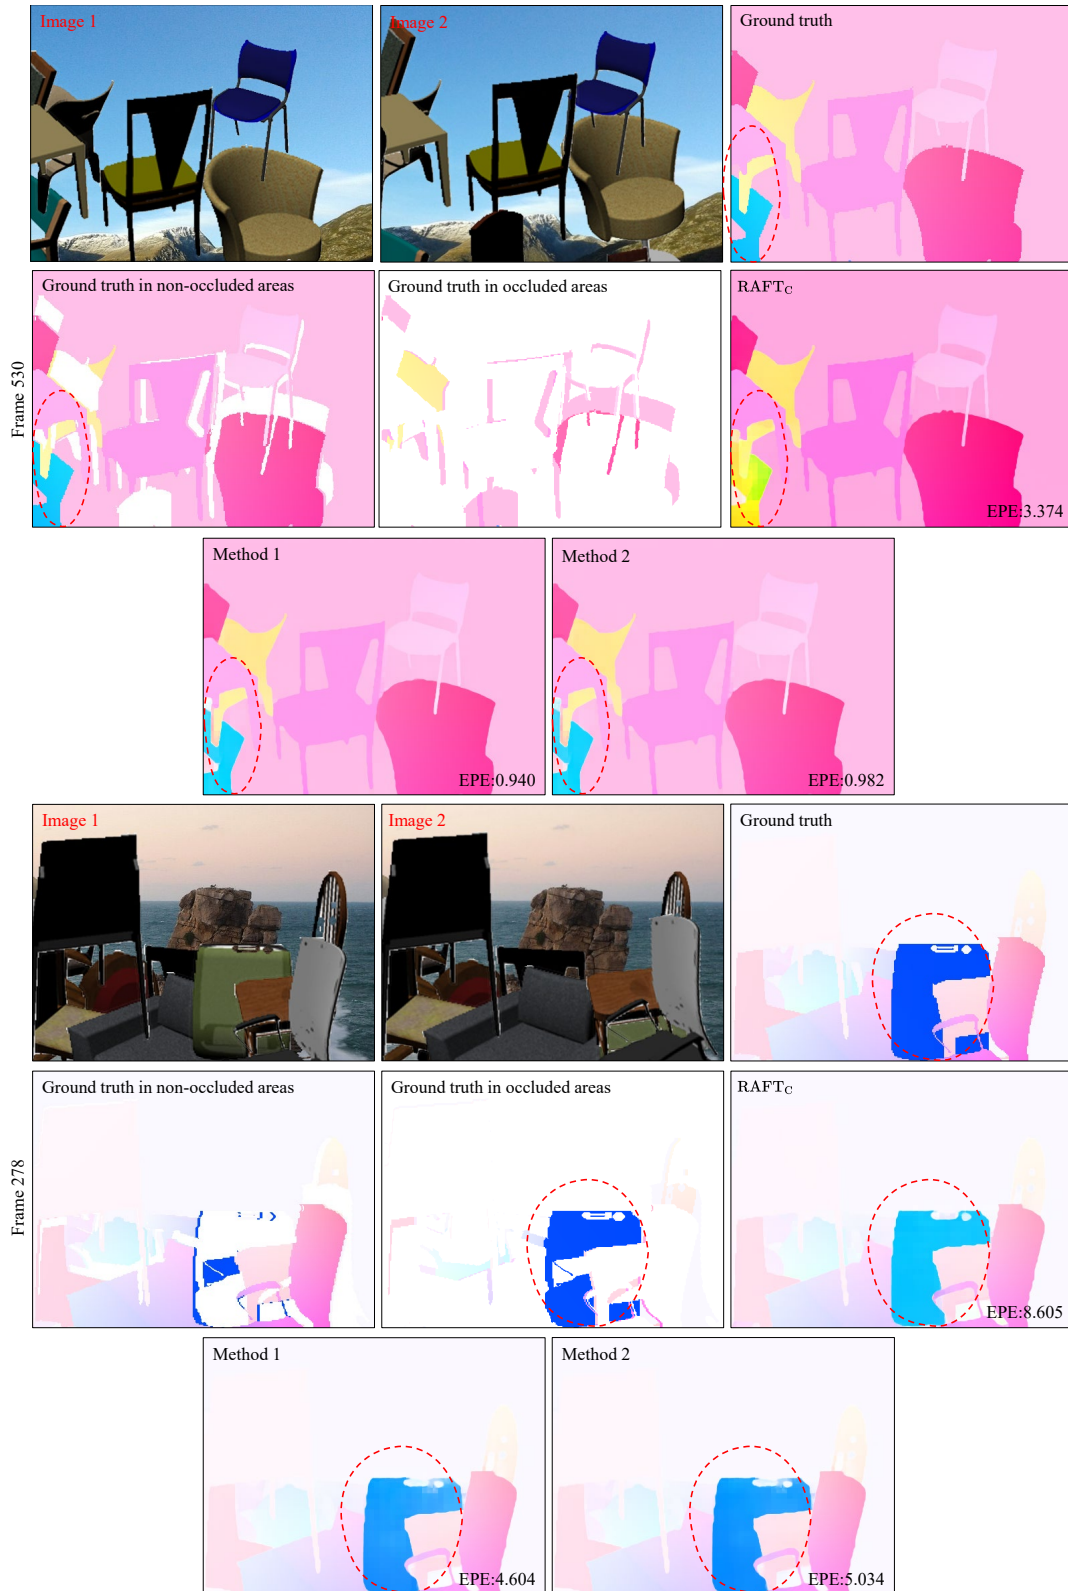 Image 1
Image 2
Ground truth
Frame 530
Ground truth in non-occluded areas
Ground truth in occluded areas
RAFTC
EPE:3.374
Method 1
EPE:0.940
Method 2
EPE:0.982
Image 1
Image 2
Ground truth
Frame 278
Ground truth in non-occluded areas
Ground truth in occluded areas
RAFTC
EPE:8.605
Method 1
EPE:4.604
Method 2
EPE:5.034